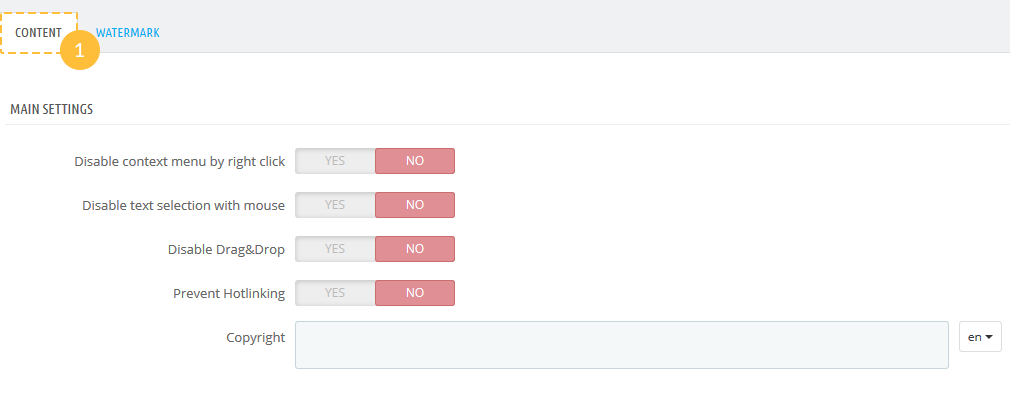 CONTENT WATERMARK
1
MAIN SETTINGS
Disable context menu by right click YES NO
Disable text selection with mouse YES NO
Disable Drag&Drop YES NO
Prevent Hotlinking YES NO
Copyright en